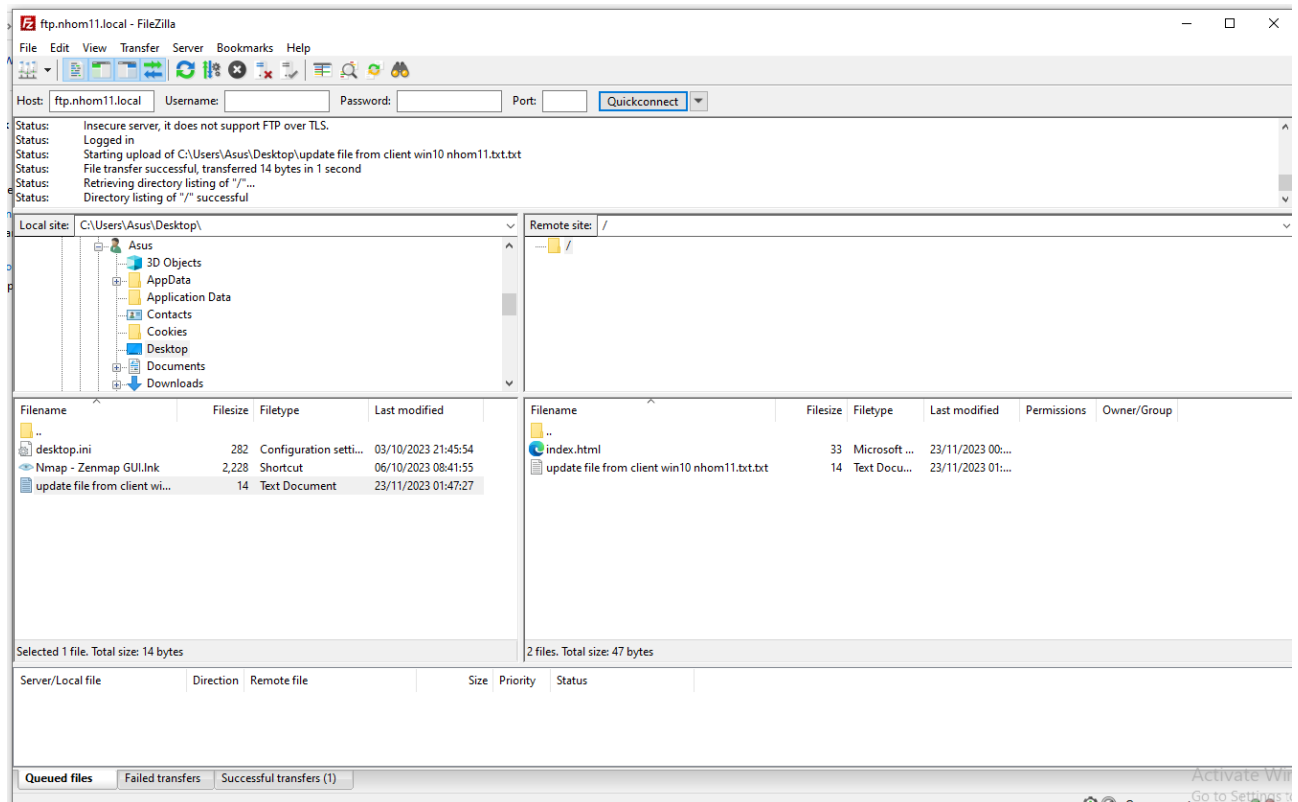 ftp.nhom11.local - FileZilla
File Edit View Transfer Server Bookmarks Help
Host: ftp.nhom11.local Username: Password: Port: Quickconnect
Status: Insecure server, it does not support FTP over TLS.
Status: Logged in
Status: Starting upload of C:\Users\Asus\Desktop\update file from client win10 nhom11.txt.txt
Status: File transfer successful, transferred 14 bytes in 1 second
Status: Retrieving directory listing of "/"...
Status: Directory listing of "/" successful
Local site: C:\Users\Asus\Desktop\
Asus
3D Objects
AppData
Application Data
Contacts
Cookies
Desktop
Documents
Downloads
Remote site: /
/
Filename Filesize Filetype Last modified
..
desktop.ini 282 Configuration setti... 03/10/2023 21:45:54
Nmap - Zenmap GUI.lnk 2,228 Shortcut 06/10/2023 08:41:55
update file from client wi... 14 Text Document 23/11/2023 01:47:27
Selected 1 file. Total size: 14 bytes
Filename Filesize Filetype Last modified Permissions Owner/Group
..
index.html 33 Microsoft ... 23/11/2023 00:...
update file from client win10 nhom11.txt.txt 14 Text Docu... 23/11/2023 01:...
2 files. Total size: 47 bytes
Server/Local file Direction Remote file Size Priority Status
Queued files Failed transfers Successful transfers (1)
Activate Win
Go to Settings to